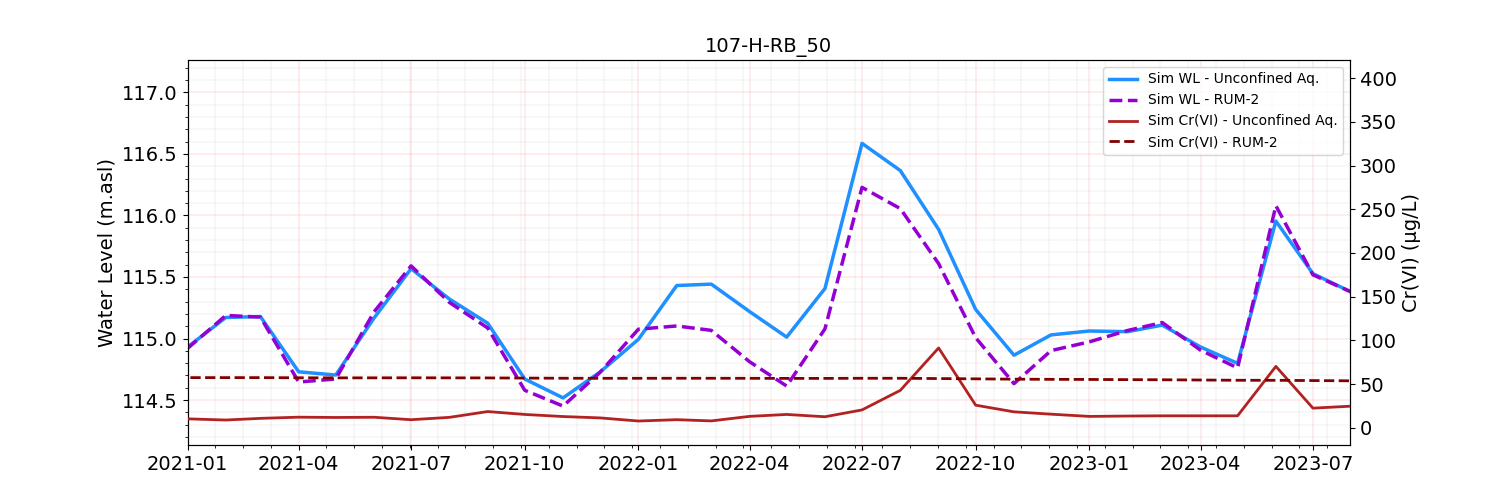 107-H-RB_50
Water Level (m.asl)
117.0
116.5
116.0
115.5
115.0
114.5
Sim WL - Unconfined Aq.
Sim WL - RUM-2
Sim Cr(VI) - Unconfined Aq.
Sim Cr(VI) - RUM-2
400
350
300
250
200
150
100
50
0
Cr(VI) (μg/L)
2021-01 2021-04 2021-07 2021-10 2022-01 2022-04 2022-07 2022-10 2023-01 2023-04 2023-07